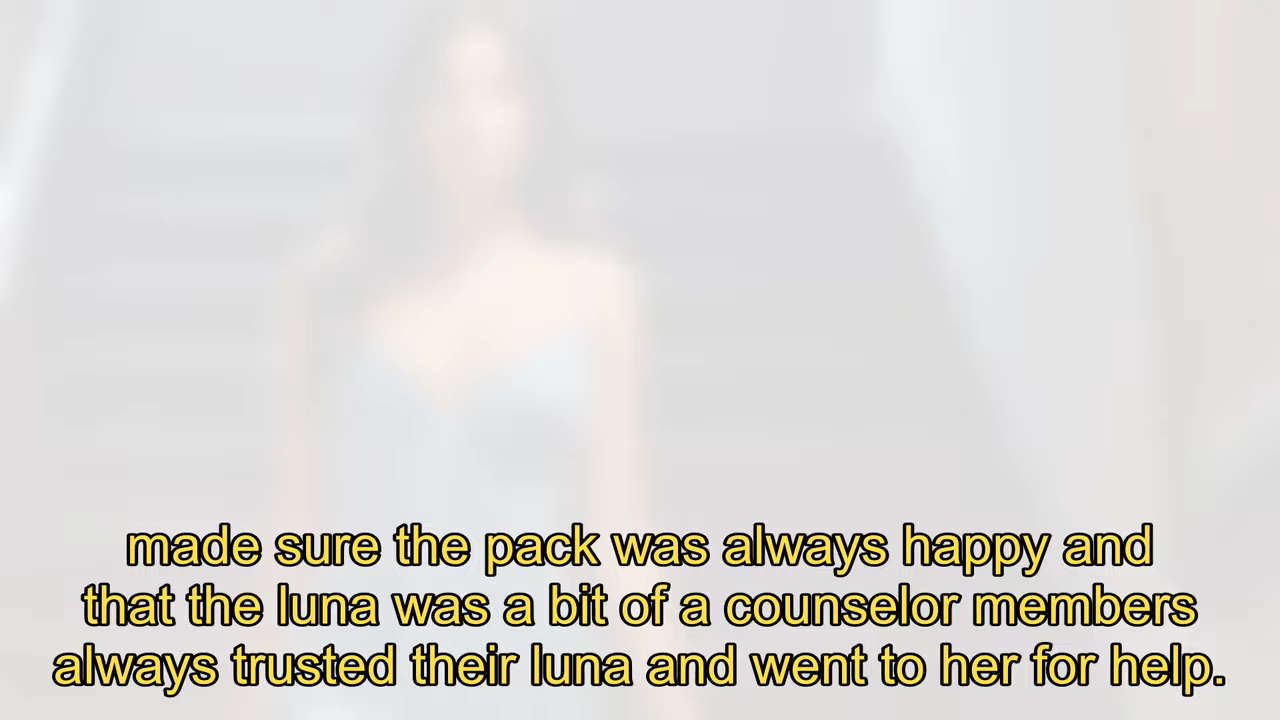 made sure the pack was always happy and
that the luna was a bit of a counselor members
always trusted their luna and went to her for help.